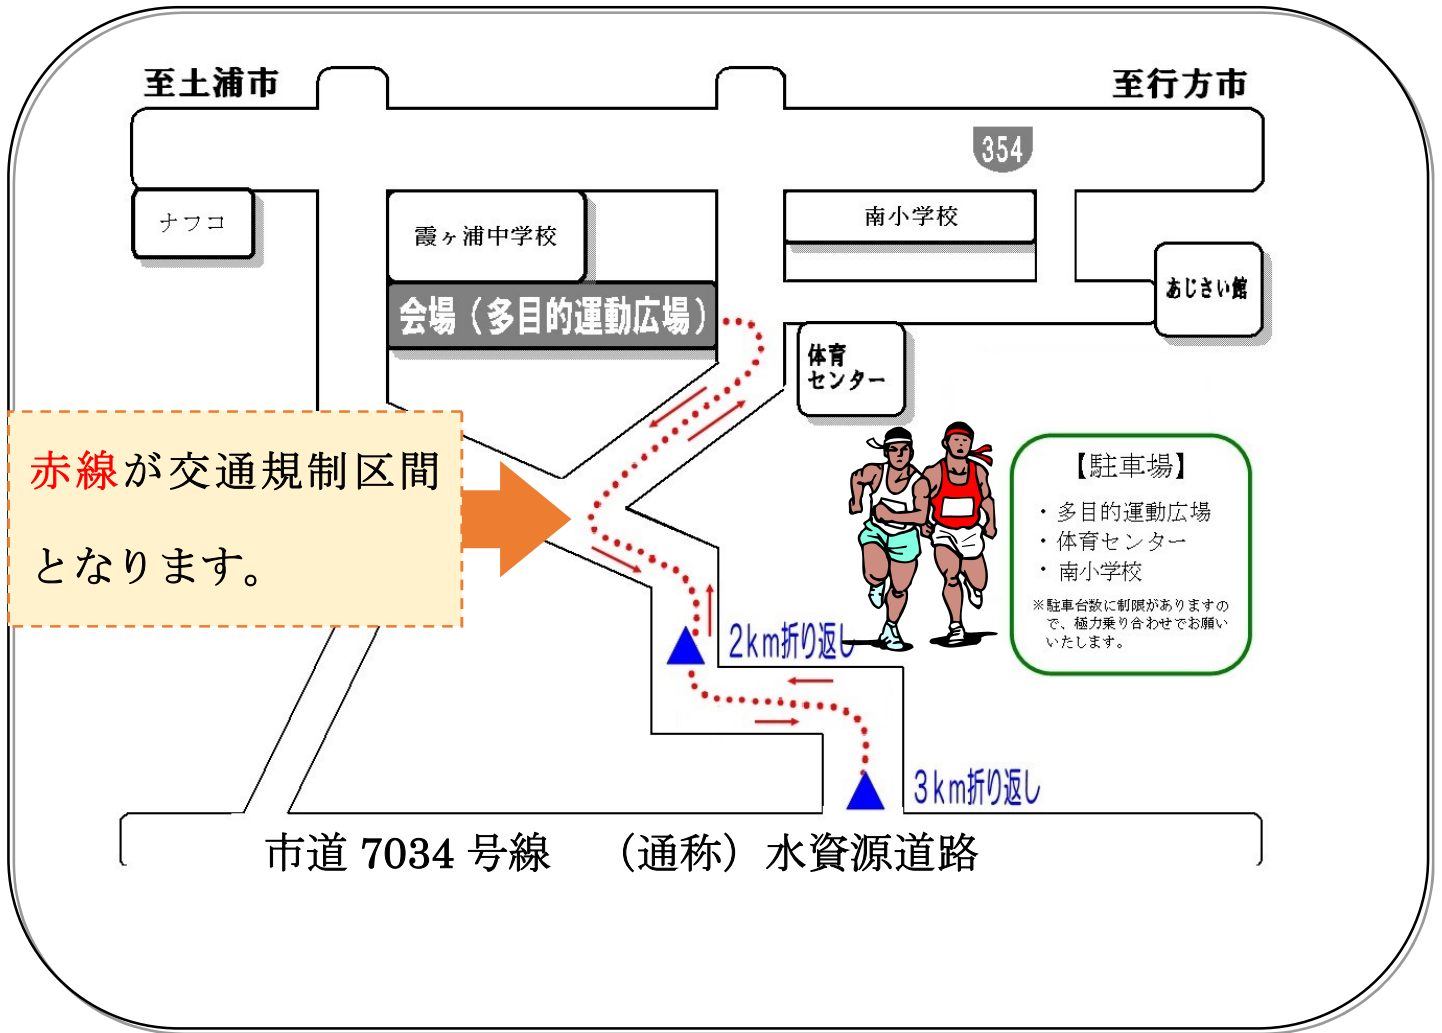 至土浦市
至行方市
354
ナフコ
霞ヶ浦中学校
南小学校
あじさい館
会場（多目的運動広場）
体育
センター
赤線が交通規制区間
となります。
【駐車場】
・多目的運動広場
・体育センター
・南小学校
※駐車台数に制限がありますの
で、極力乗り合わせでお願い
いたします。
2km折り返し
3km折り返し
市道 7034 号線　（通称）水資源道路